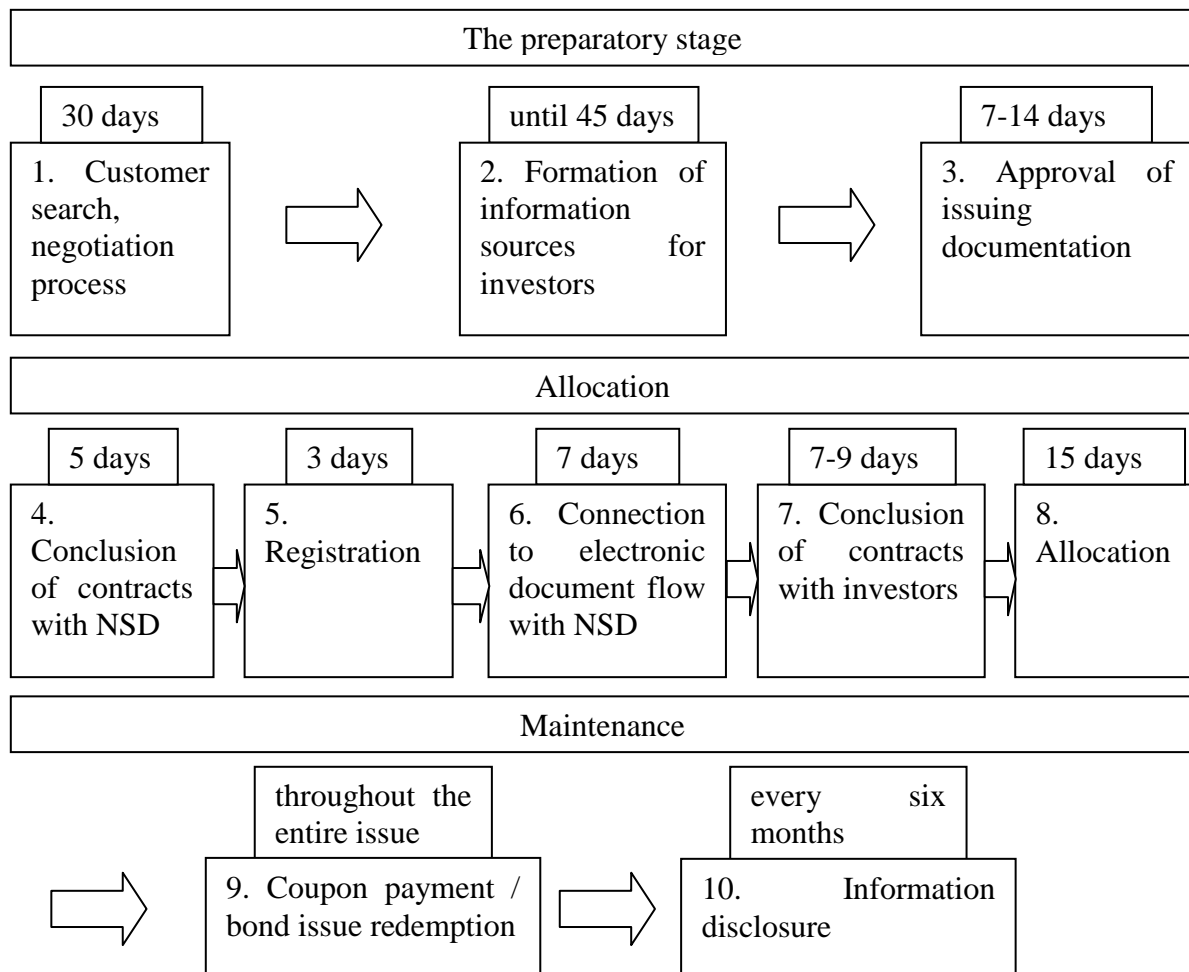 The preparatory stage
30 days
1. Customer
search,
negotiation
process
until 45 days
2. Formation of
information
sources for
investors
7-14 days
3. Approval of
issuing
documentation
Allocation
5 days
4.
Conclusion
of contracts
with NSD
3 days
5.
Registration
7 days
6. Connection
to electronic
document flow
with NSD
7-9 days
7. Conclusion
of contracts
with investors
15 days
8.
Allocation
Maintenance
throughout the
entire issue
9. Coupon payment /
bond issue redemption
every six
months
10. Information
disclosure